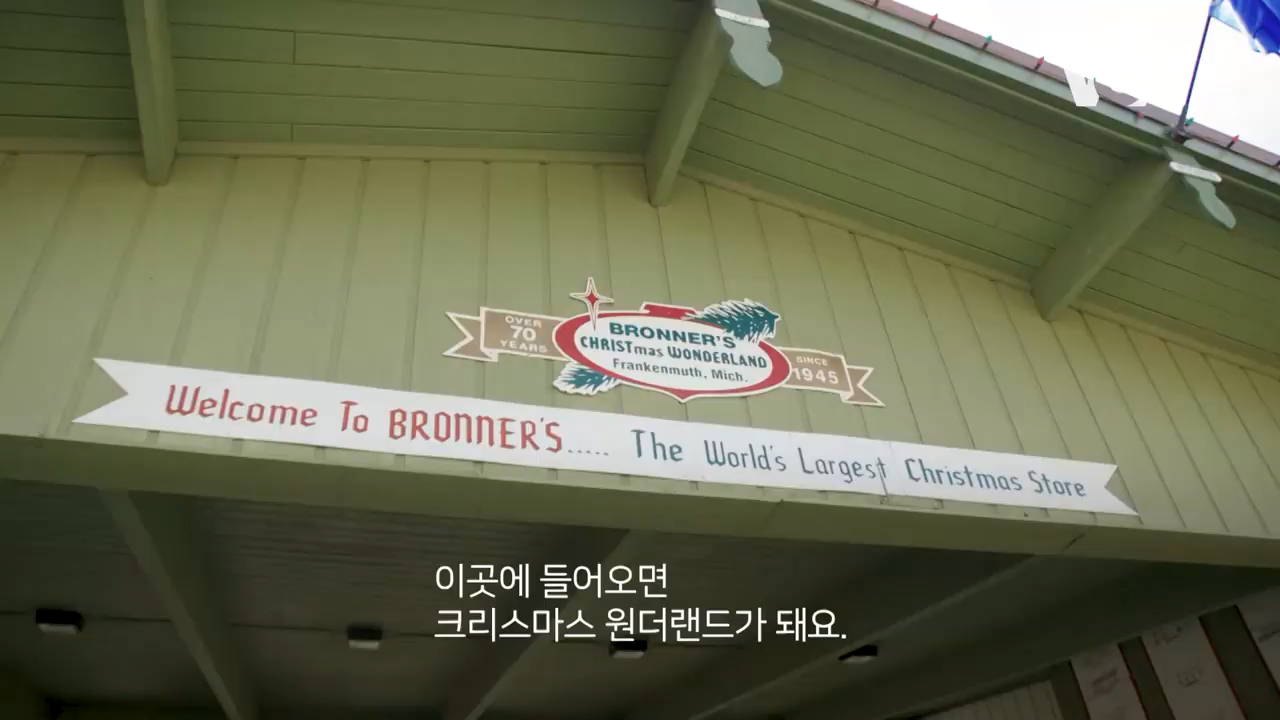 OVER
70
YEARS
BRONNER'S
CHRISTmas WONDERLAND
Frankenmuth, Mich.
SINCE
1945
Welcome To BRONNER'S..... The World's Largest Christmas Store
이곳에 들어오면
크리스마스 원더랜드가 돼요.